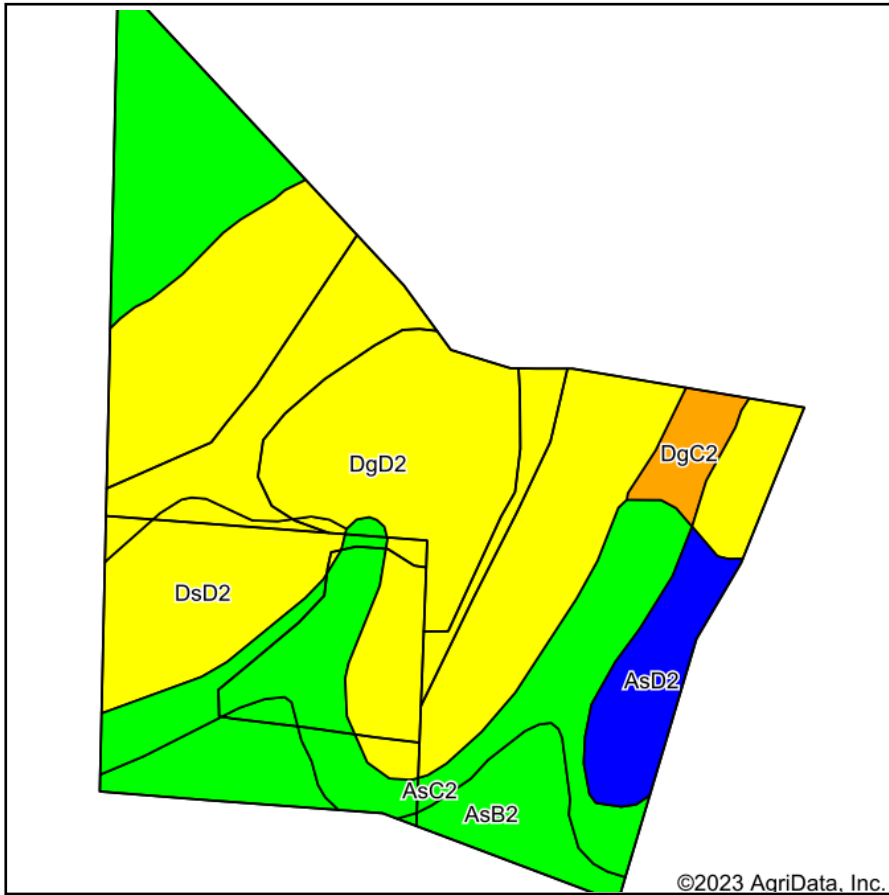 DgC2
DgD2
DsD2
AsD2
AsC2
AsB2
©2023 AgriData, Inc.